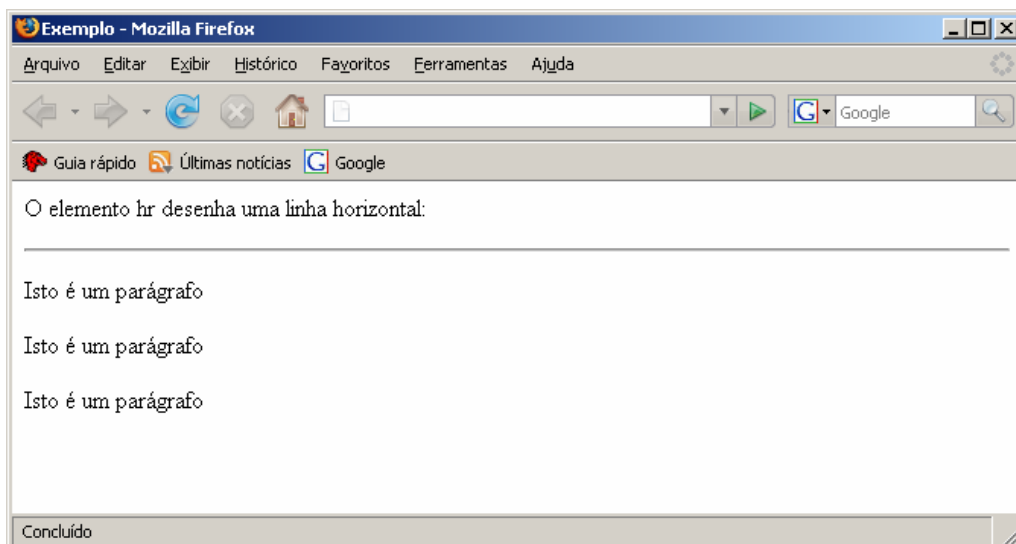 Exemplo - Mozilla Firefox
Arquivo Editar Exibir Histórico Favoritos Ferramentas Ajuda
G Google
Guia rápido Últimas notícias G Google
O elemento hr desenha uma linha horizontal:
Isto é um parágrafo
Isto é um parágrafo
Isto é um parágrafo
Concluído